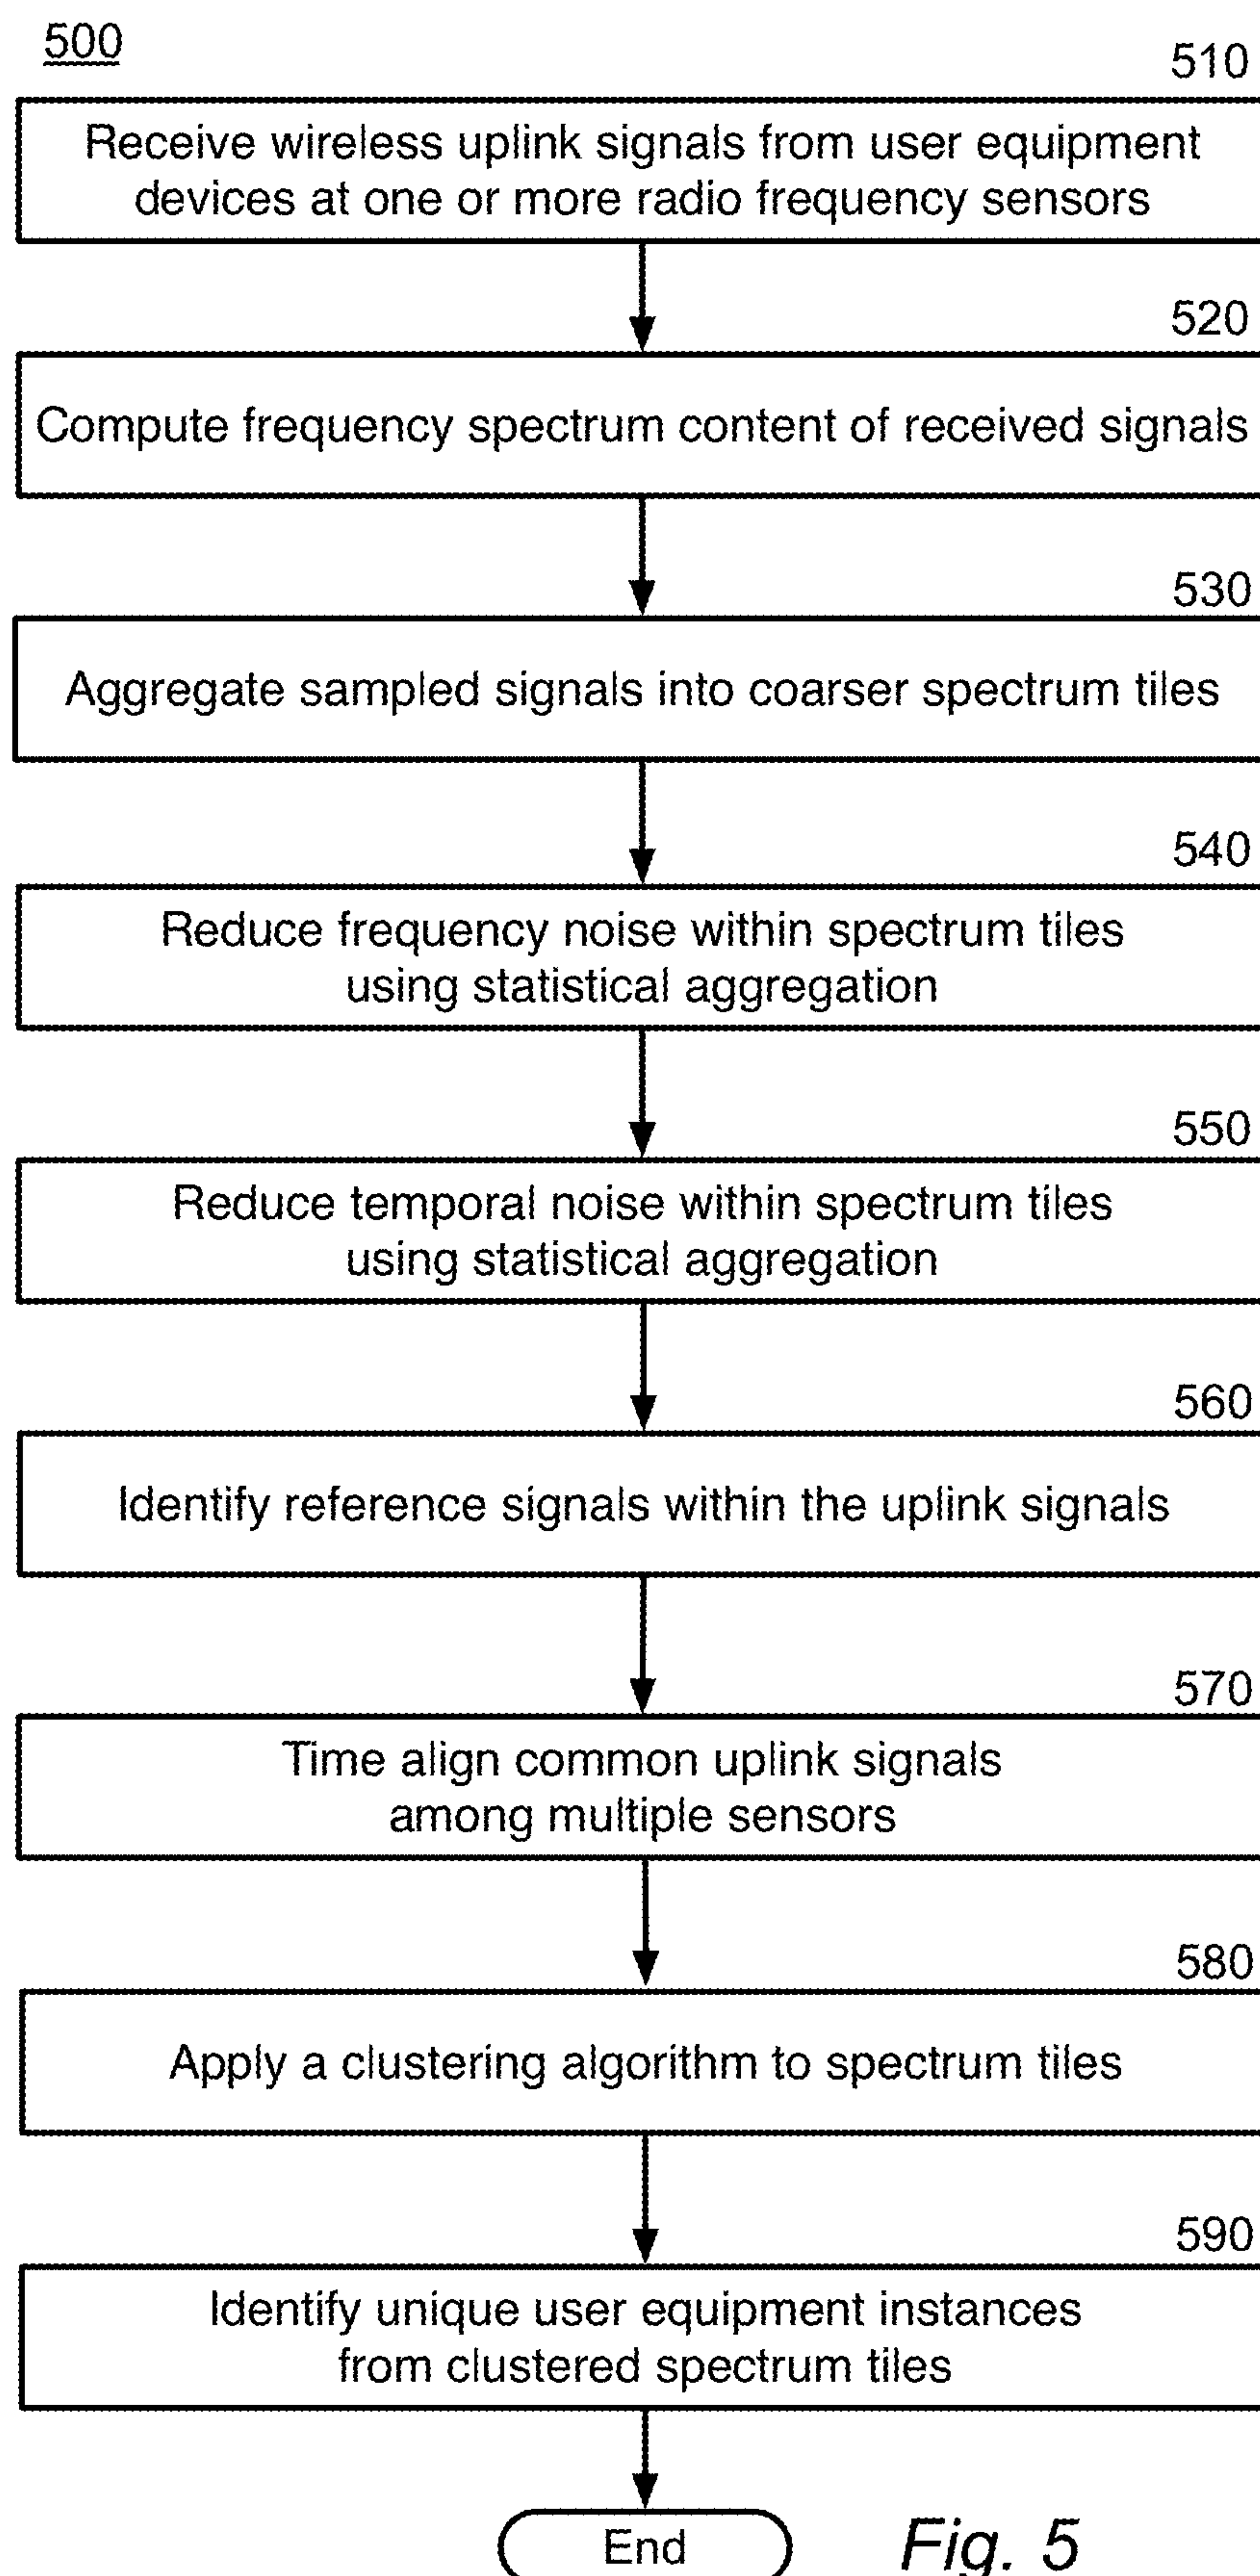 500
510
Receive wireless uplink signals from user equipment
devices at one or more radio frequency sensors
520
Compute frequency spectrum content of received signals
530
Aggregate sampled signals into coarser spectrum tiles
540
Reduce frequency noise within spectrum tiles
using statistical aggregation
550
Reduce temporal noise within spectrum tiles
using statistical aggregation
560
Identify reference signals within the uplink signals
570
Time align common uplink signals
among multiple sensors
580
Apply a clustering algorithm to spectrum tiles
590
Identify unique user equipment instances
from clustered spectrum tiles
End
Fig. 5